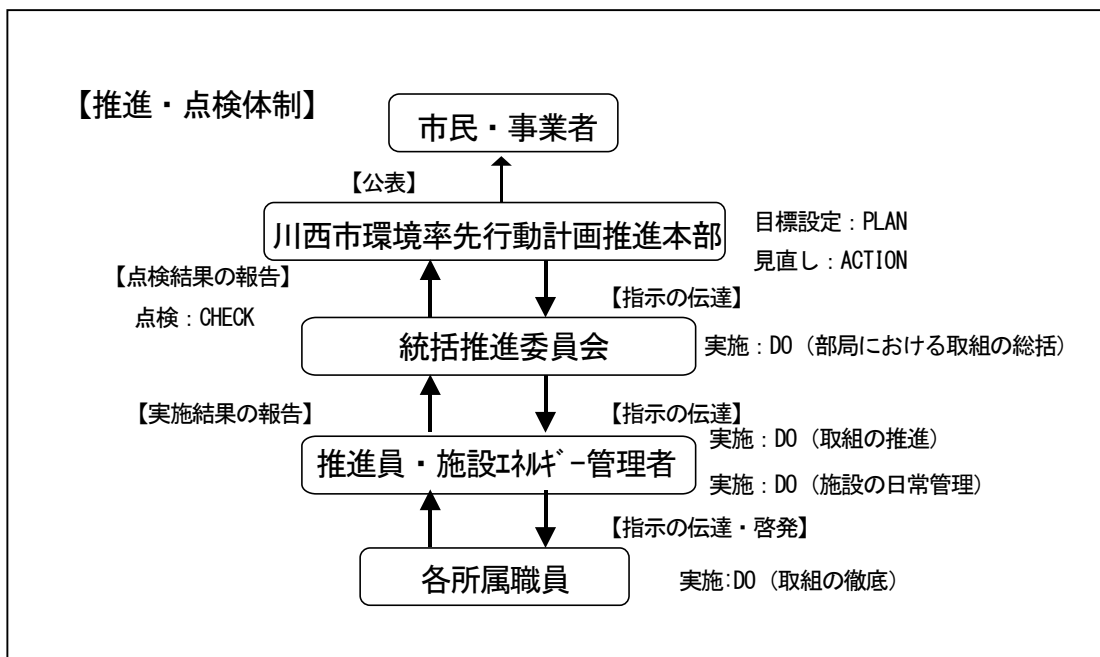 【推進・点検体制】
市民・事業者
【公表】
川西市環境率先行動計画推進本部
目標設定：PLAN
見直し：ACTION
【点検結果の報告】
点検：CHECK
【指示の伝達】
統括推進委員会
実施：DO（部局における取組の総括）
【実施結果の報告】
【指示の伝達】
推進員・施設ｴﾈﾙｷﾞｰ管理者
実施：DO（取組の推進）
実施：DO（施設の日常管理）
【指示の伝達・啓発】
各所属職員
実施:DO（取組の徹底）